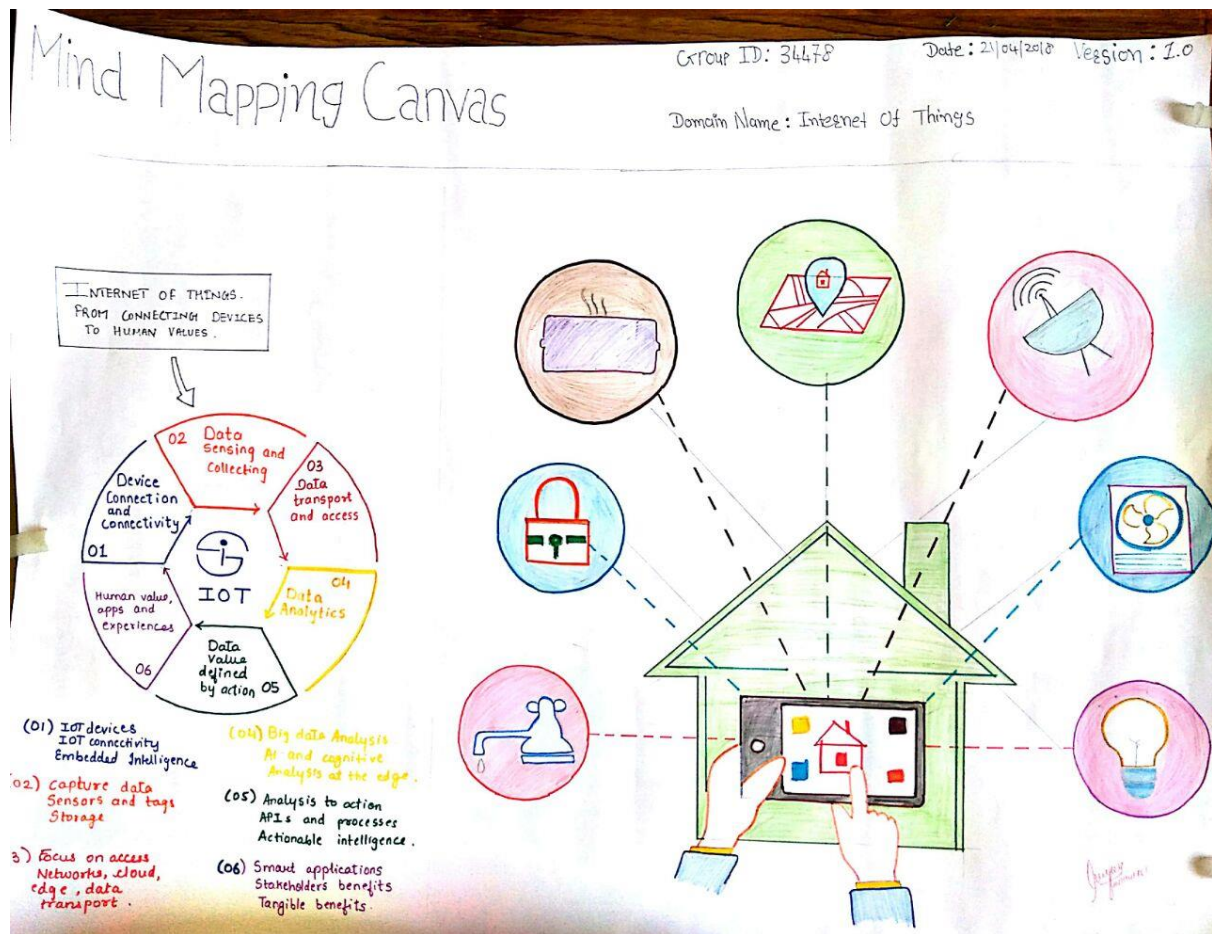 Mind Mapping Canvas
Group ID: 34478
Date: 21/04/2018
Version: 1.0
Domain Name: Internet Of Things
INTERNET OF THINGS.
FROM CONNECTING DEVICES
TO HUMAN VALUES.
02 Data
Sensing and
Collecting
03
Data
transport
and access
Device
Connection
and
Connectivity
01
IOT
04
Data
Analytics
Human value,
apps and
experiences
06
Data
Value
defined
by action 05
(01) IOT devices
IOT connectivity
Embedded Intelligence
02) Capture data
Sensors and tags
Storage
3) Focus on access
Networks, cloud,
edge, data
transport.
(04) Big data Analysis
AI and cognitive
Analysis at the edge.
(05) Analysis to action
APIs and processes
Actionable intelligence.
(06) Smart applications
Stakeholders benefits
Tangible benefits.